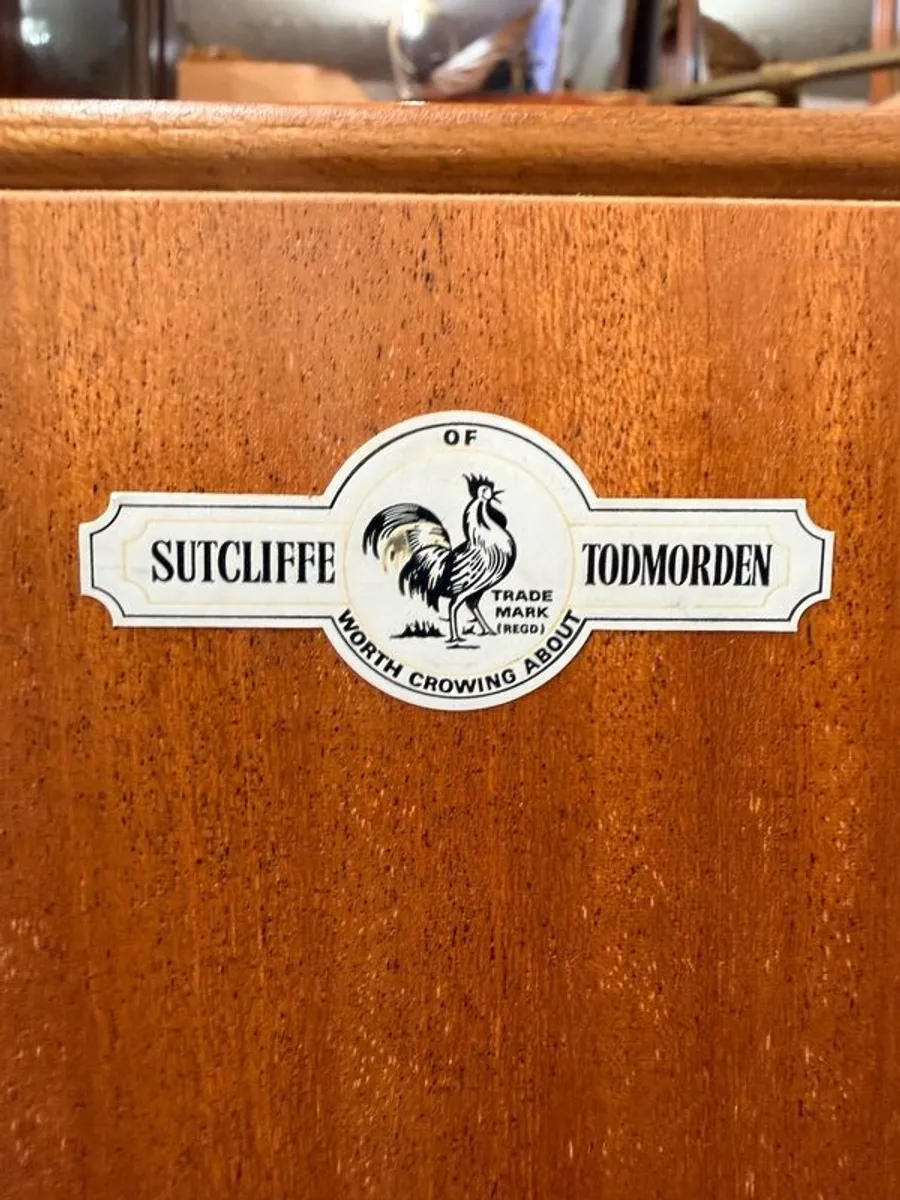 OF
SUTCLIFFE TODMORDEN
TRADE
MARK
(REGD)
WORTH CROWING ABOUT